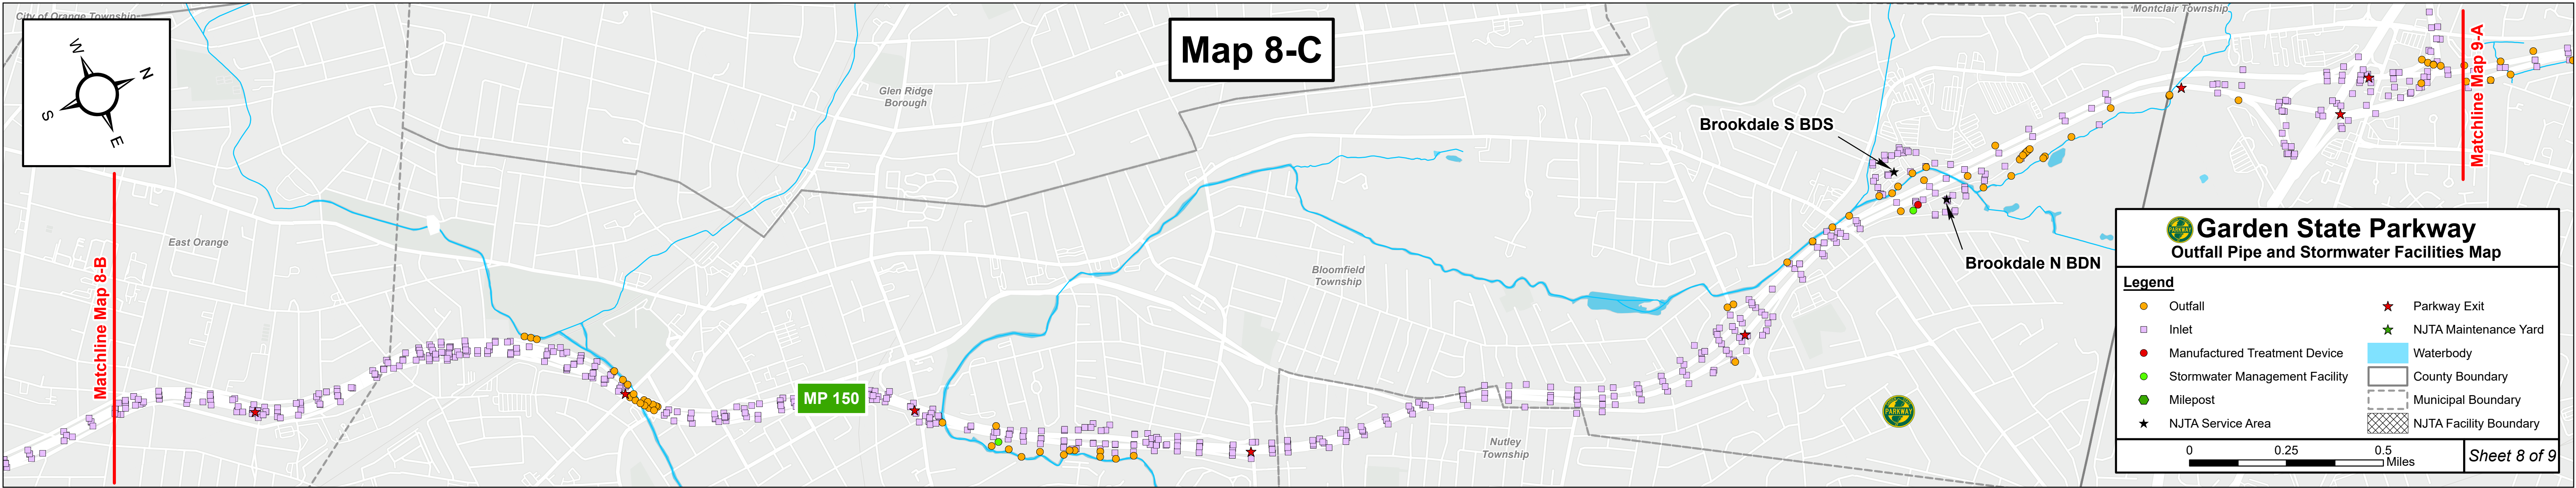 City of Orange Township
W
N
S
E
Matchline Map 8-B
East Orange
Glen Ridge
Borough
Map 8-C
MP 150
Bloomfield
Township
Nutley
Township
Brookdale S BDS
Brookdale N BDN
Montclair Township
Matchline Map 9-A
PARKWAY
Garden State Parkway
Outfall Pipe and Stormwater Facilities Map
Legend
Outfall
Inlet
Manufactured Treatment Device
Stormwater Management Facility
Milepost
NJTA Service Area
Parkway Exit
NJTA Maintenance Yard
Waterbody
County Boundary
Municipal Boundary
NJTA Facility Boundary
0 0.25 0.5
Miles
Sheet 8 of 9